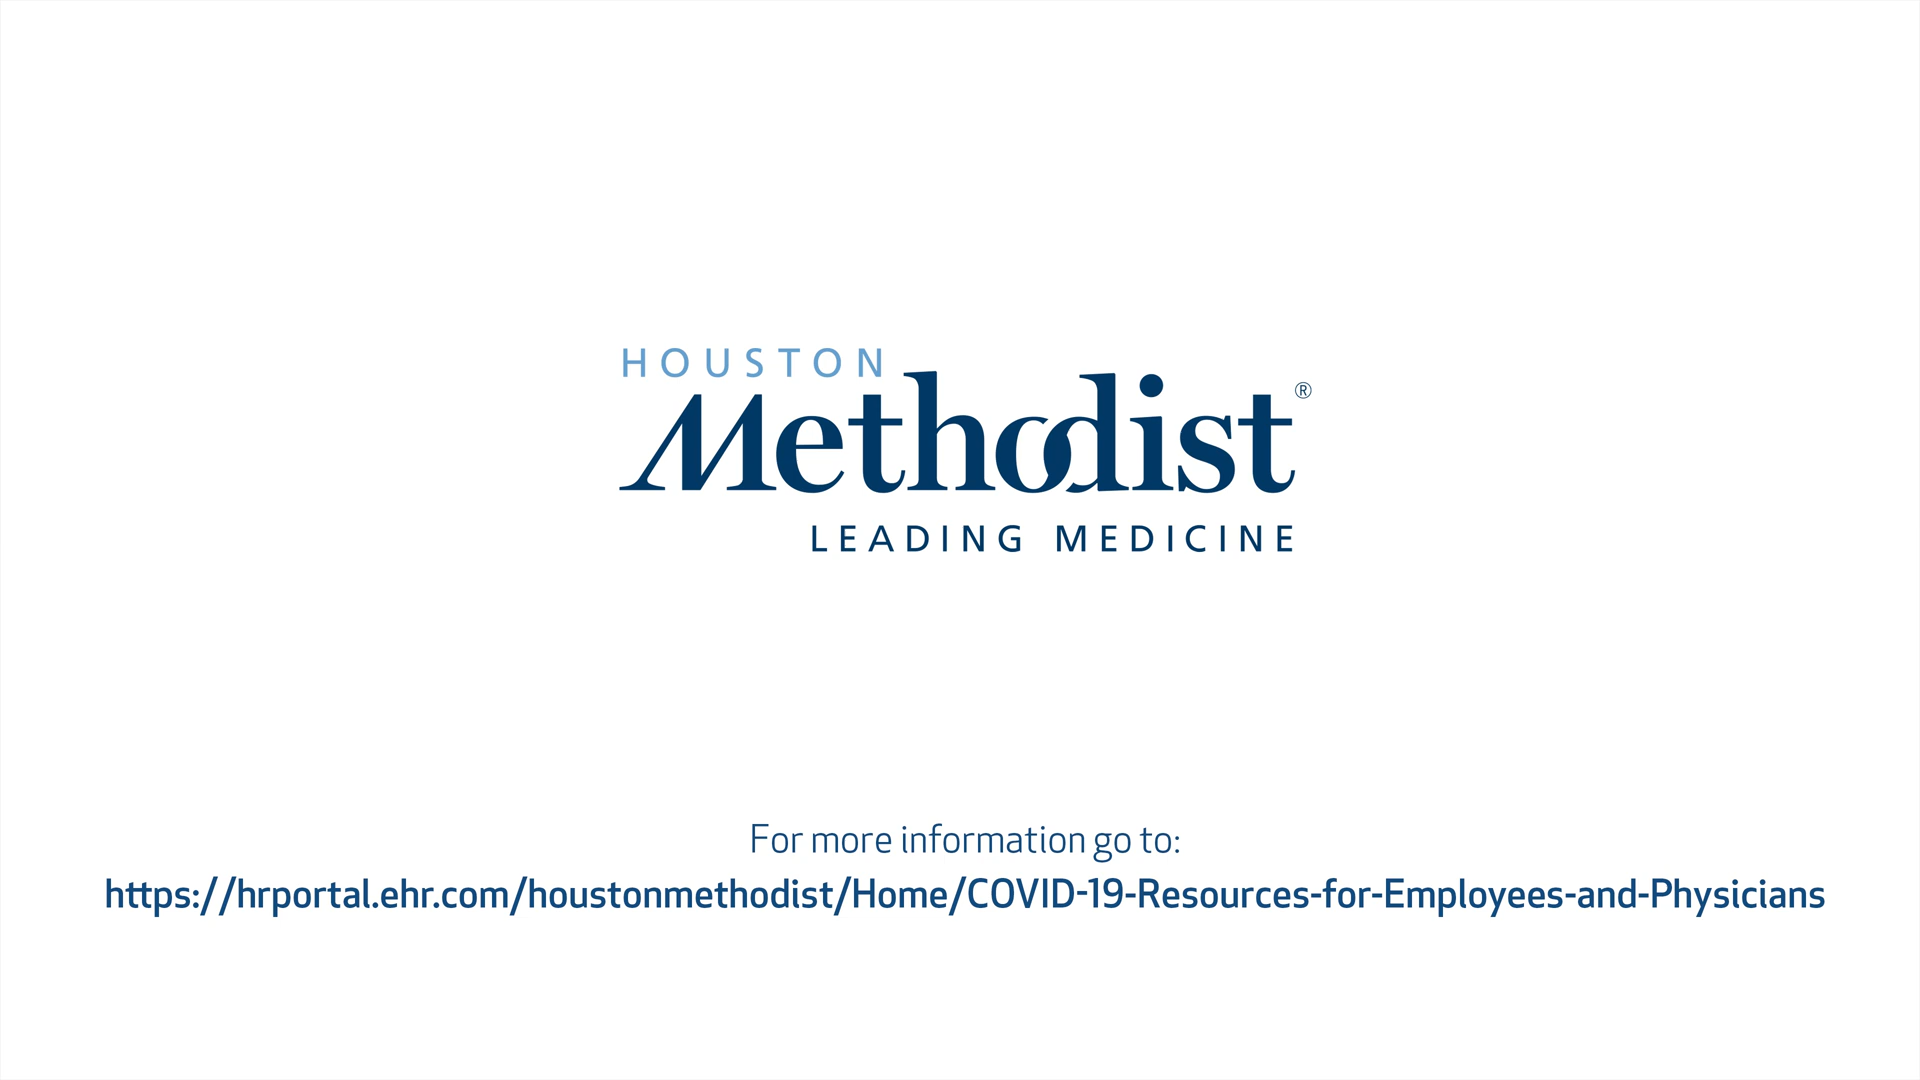 HOUSTON
Methodist®
LEADING MEDICINE
For more information go to:
https://hrportal.ehr.com/houstonmethodist/Home/COVID-19-Resources-for-Employees-and-Physicians